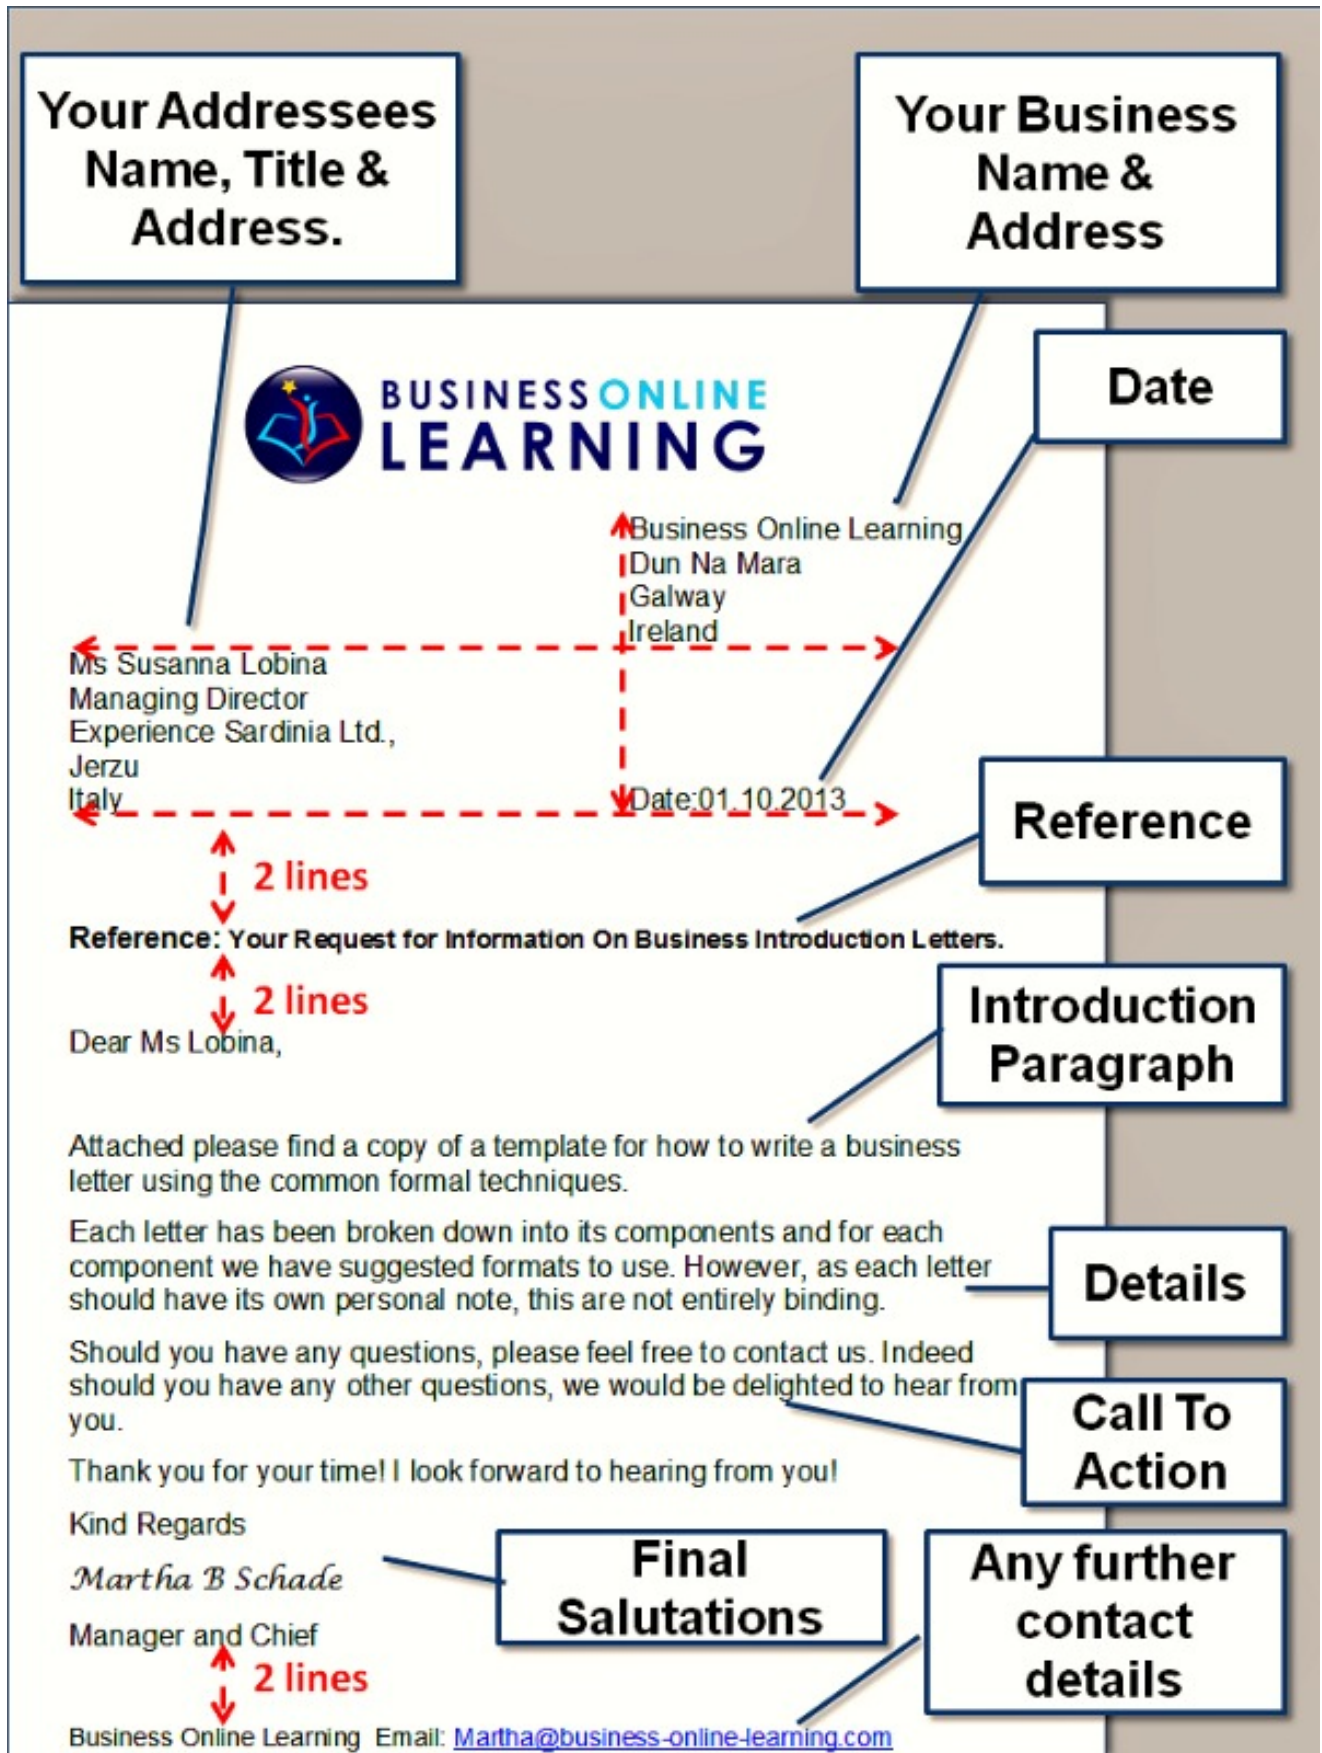 Your Addressees
Name, Title &
Address.
Your Business
Name &
Address
Date
BUSINESS ONLINE
LEARNING
Business Online Learning
Dun Na Mara
Galway
Ireland
Ms Susanna Lobina
Managing Director
Experience Sardinia Ltd.,
Jerzu
Italy
Date:01.10.2013
Reference
2 lines
Reference: Your Request for Information On Business Introduction Letters.
2 lines
Introduction
Paragraph
Dear Ms Lobina,
Attached please find a copy of a template for how to write a business
letter using the common formal techniques.
Each letter has been broken down into its components and for each
component we have suggested formats to use. However, as each letter
should have its own personal note, this are not entirely binding.
Details
Should you have any questions, please feel free to contact us. Indeed
should you have any other questions, we would be delighted to hear from
you.
Call To
Action
Thank you for your time! I look forward to hearing from you!
Kind Regards
Martha B Schade
Manager and Chief
Final
Salutations
Any further
contact
details
2 lines
Business Online Learning Email: Martha@business-online-learning.com